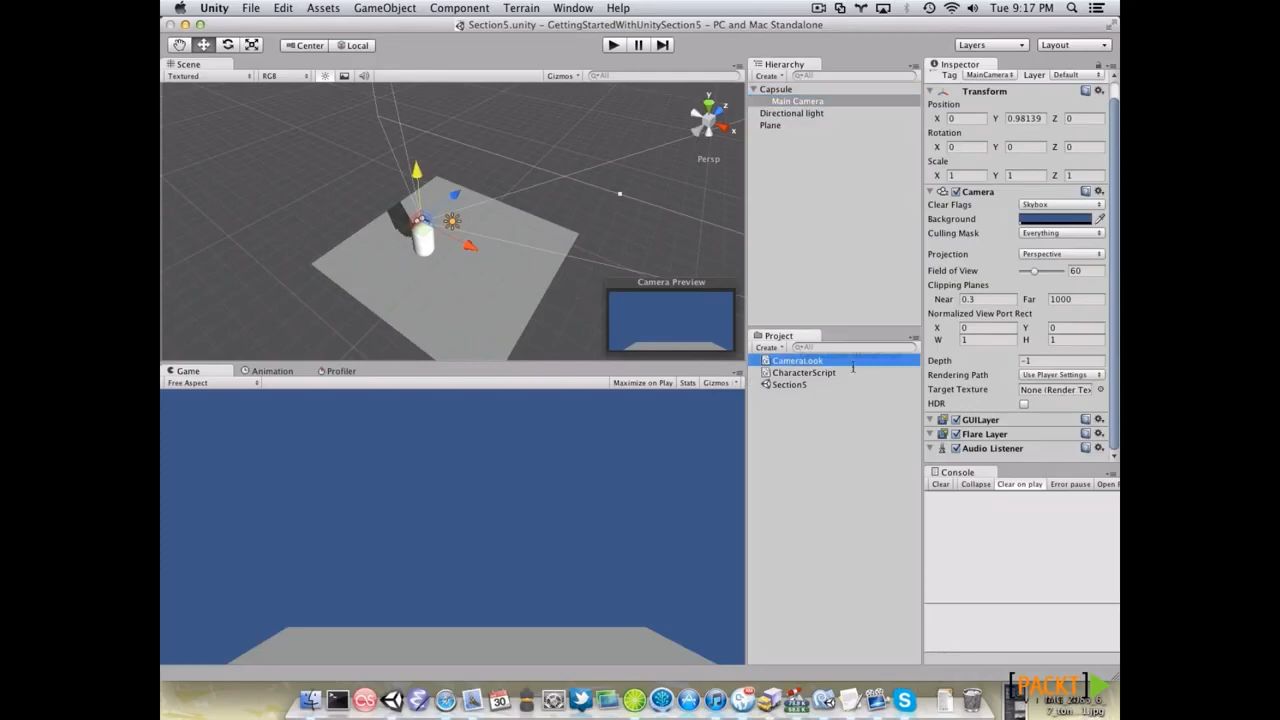 Unity File Edit Assets GameObject Component Terrain Window Help Tue 9:17 PM
Section5.unity – GettingStartedWithUnitySection5 – PC and Mac Standalone
Center Local Layers Layout
Scene
Textured RGB Gizmos All
y
z
x
Persp
Camera Preview
Hierarchy
Create All
Capsule
Main Camera
Directional light
Plane
Project
Create All
CameraLook
CharacterScript
Section5
Inspector
Tag MainCamera Layer Default
Transform
Position
X 0 Y 0.98139 Z 0
Rotation
X 0 Y 0 Z 0
Scale
X 1 Y 1 Z 1
Camera
Clear Flags Skybox
Background
Culling Mask Everything
Projection Perspective
Field of View 60
Clipping Planes
Near 0.3 Far 1000
Normalized View Port Rect
X 0 Y 0
W 1 H 1
Depth -1
Rendering Path Use Player Settings
Target Texture None (Render Tex
HDR
GUILayer
Flare Layer
Audio Listener
Console
Clear Collapse Clear on play Error pause Open
Game Animation Profiler
Free Aspect Maximize on Play Stats Gizmos
30
[PACKT]